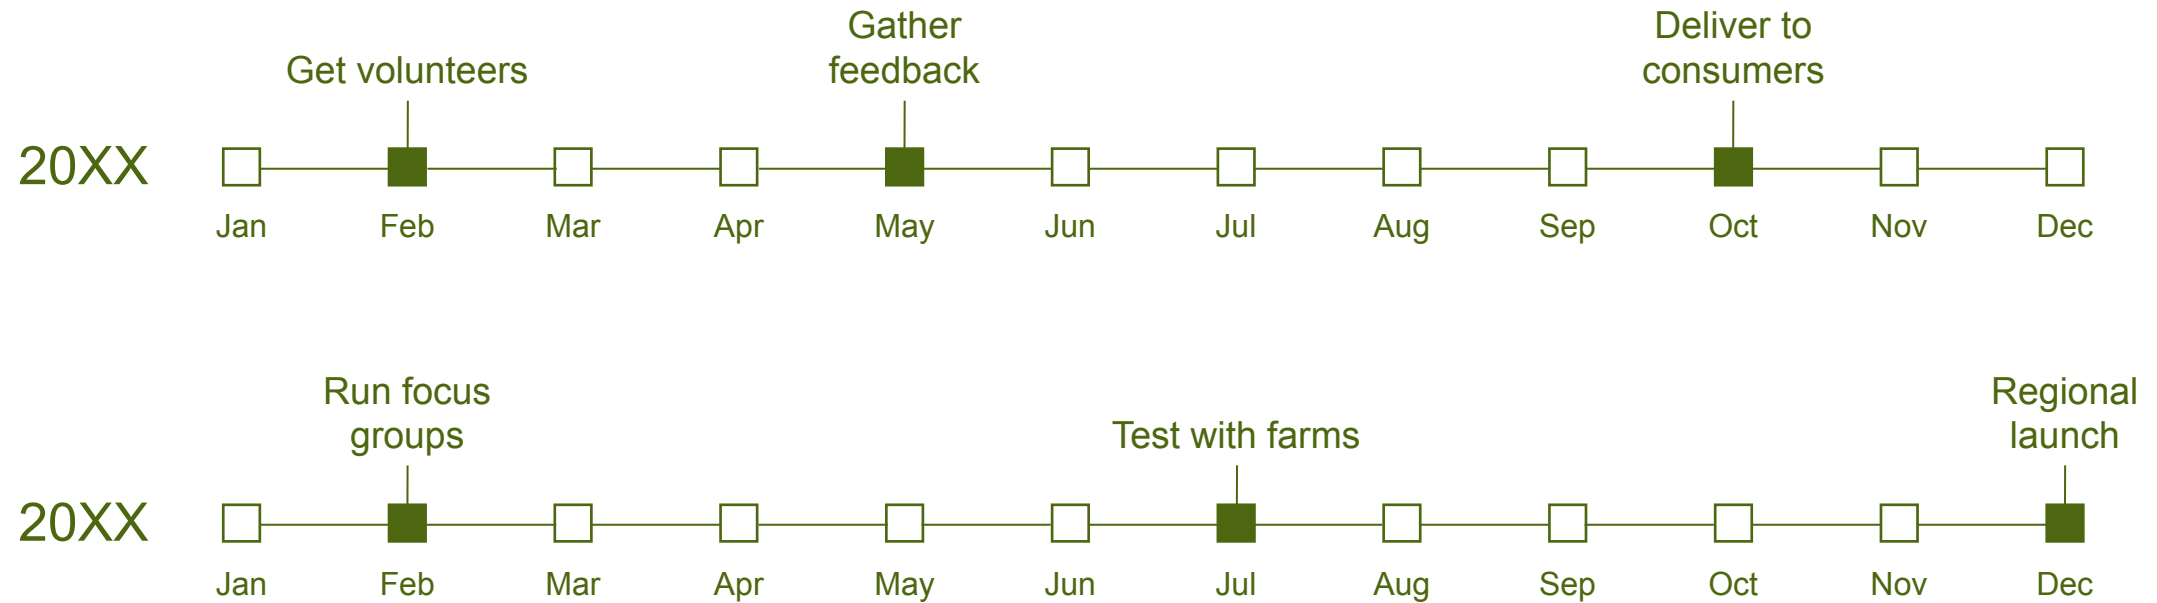 Gather
feedback
Deliver to
consumers
Get volunteers
20XX
Jan Feb Mar Apr May Jun Jul Aug Sep Oct Nov Dec
Run focus
groups
Test with farms
Regional
launch
20XX
Jan Feb Mar Apr May Jun Jul Aug Sep Oct Nov Dec